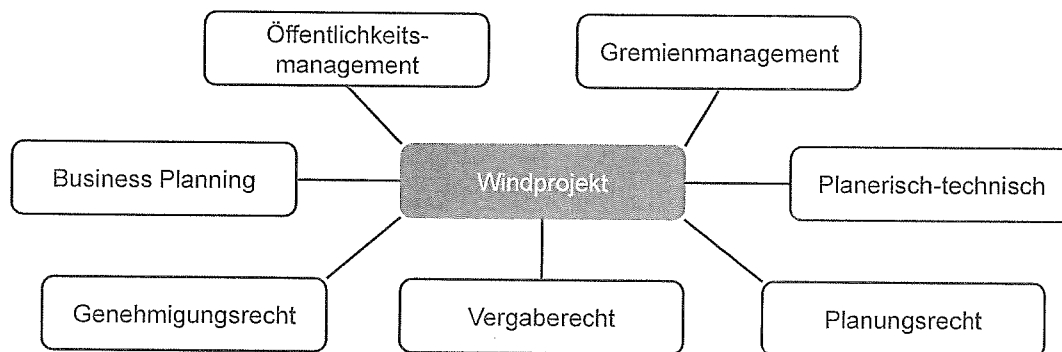 Öffentlichkeits-
management
Gremienmanagement
Business Planning
Windprojekt
Planerisch-technisch
Genehmigungsrecht
Vergaberecht
Planungsrecht